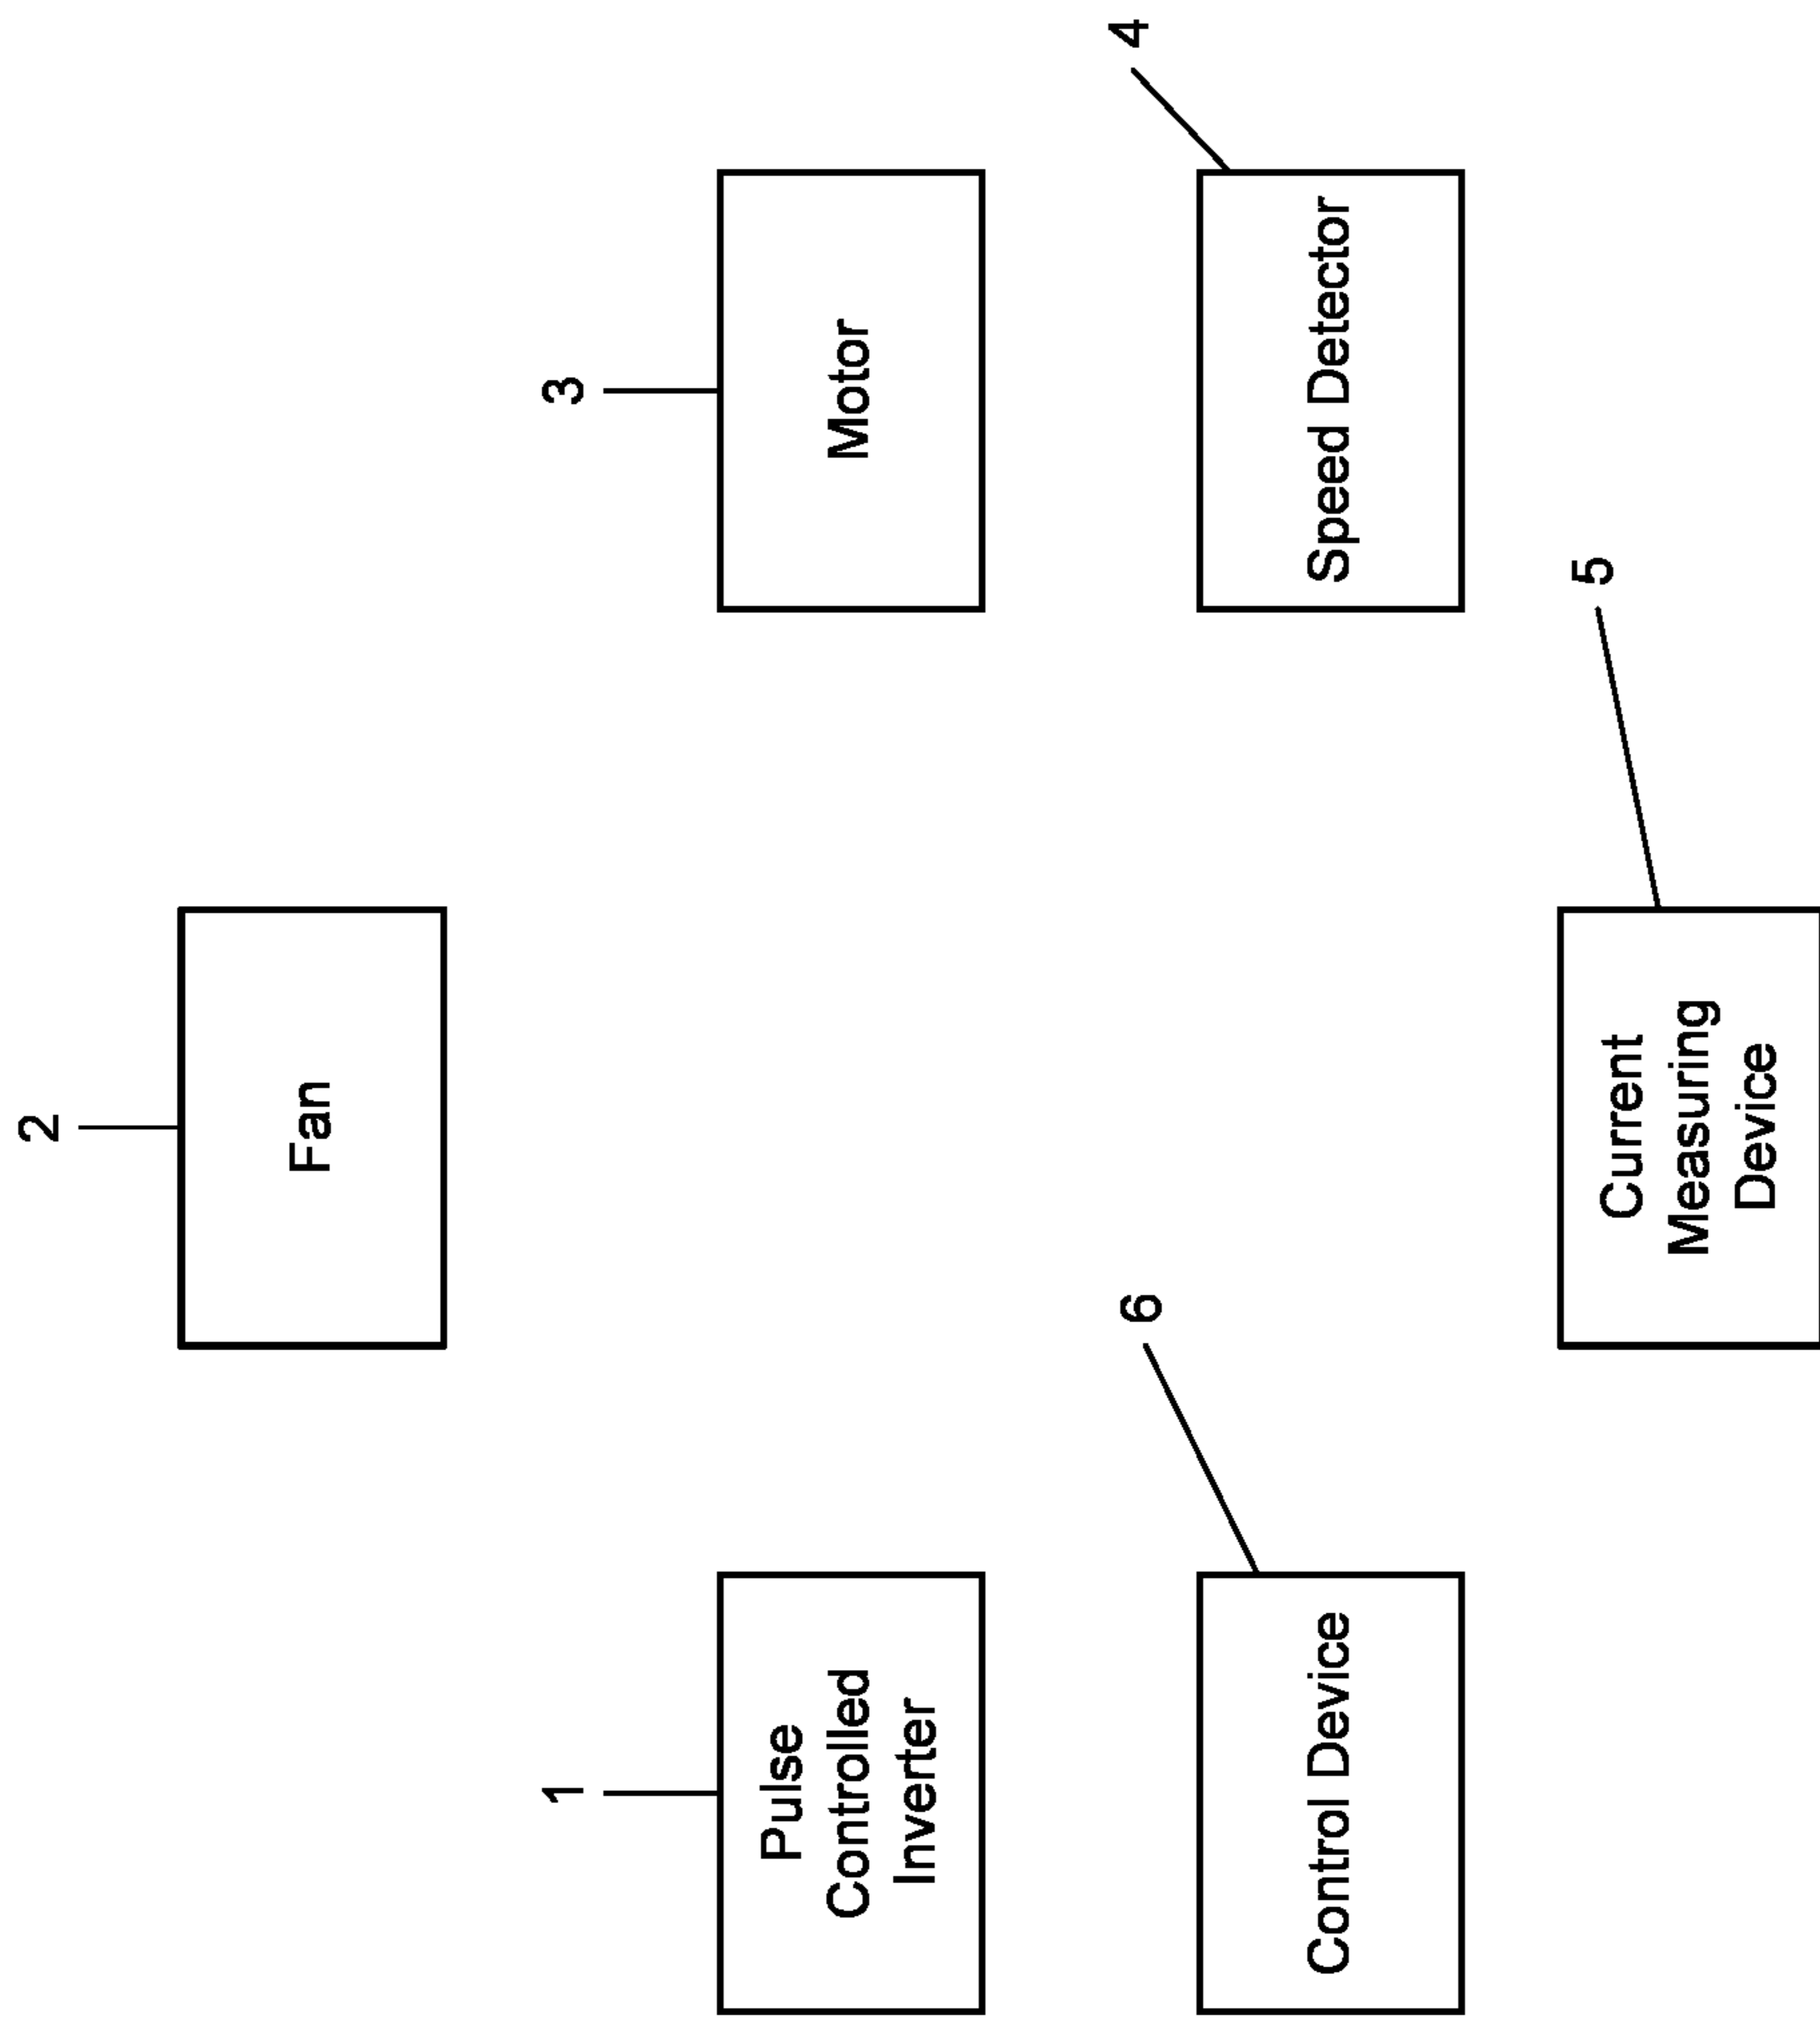 2
Fan
1
Pulse
Controlled
Inverter
3
Motor
6
Control Device
4
Speed Detector
5
Current
Measuring
Device